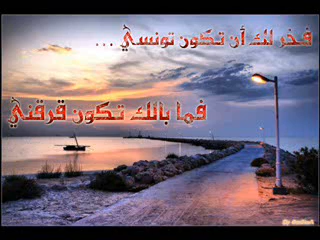 فخر لك أن تكون تونسي ...
فما بالك تكون قرقني